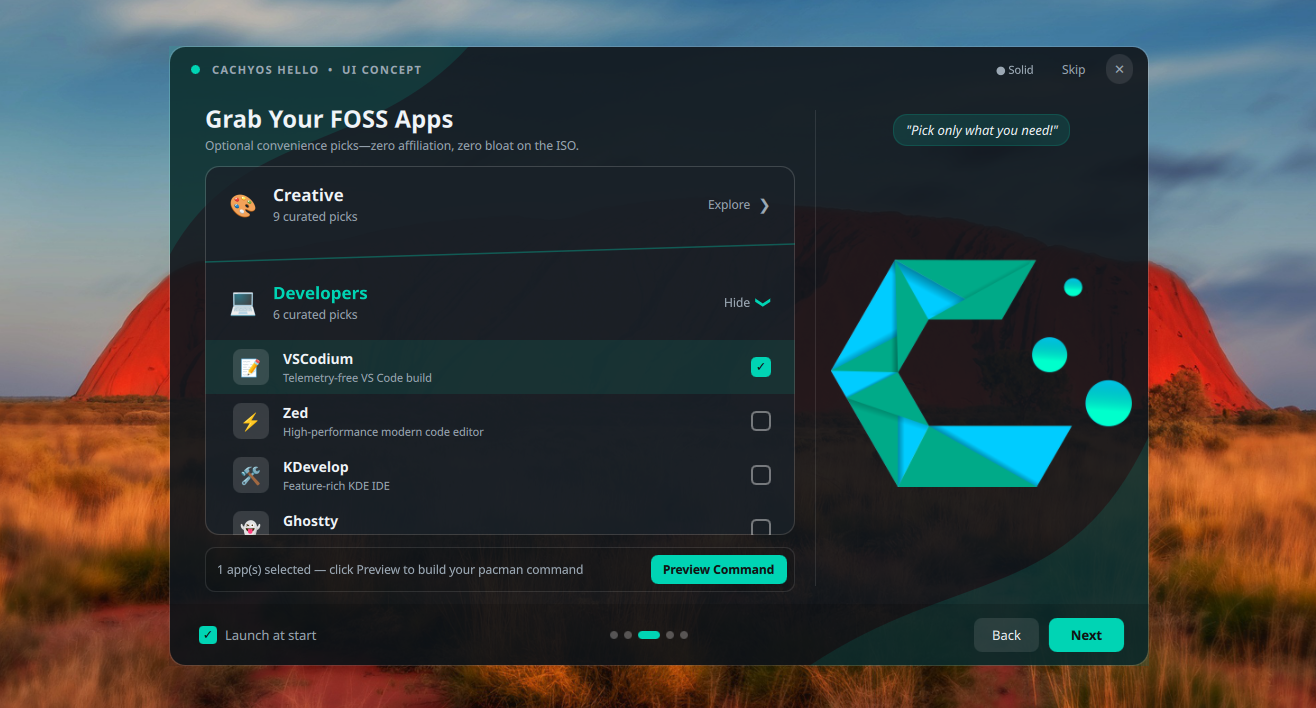 CACHYOS HELLO • UI CONCEPT
Solid
Skip
Grab Your FOSS Apps
Optional convenience picks—zero affiliation, zero bloat on the ISO.
"Pick only what you need!"
Creative
9 curated picks
Explore
Developers
6 curated picks
Hide
VSCodium
Telemetry-free VS Code build
Zed
High-performance modern code editor
KDevelop
Feature-rich KDE IDE
Ghostty
1 app(s) selected — click Preview to build your pacman command
Preview Command
Launch at start
Back
Next